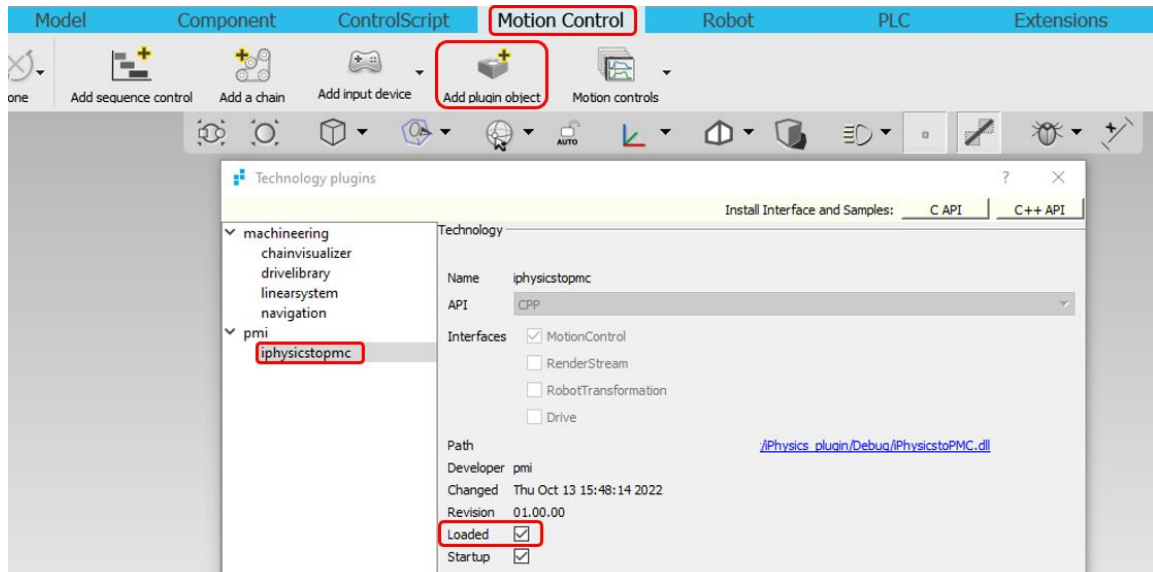 Model Component ControlScript Motion Control Robot PLC Extensions
one Add sequence control Add a chain Add input device Add plugin object Motion controls
AUTO
Technology plugins ?
Install Interface and Samples: C API C++ API
machineering
chainvisualizer
drivelibrary
linearsystem
navigation
pmi
iphysicstopmc
Technology
Name iphysicstopmc
API CPP
Interfaces MotionControl
RenderStream
RobotTransformation
Drive
Path /iPhysics_plugin/Debug/iPhysicstoPMC.dll
Developer pmi
Changed Thu Oct 13 15:48:14 2022
Revision 01.00.00
Loaded
Startup